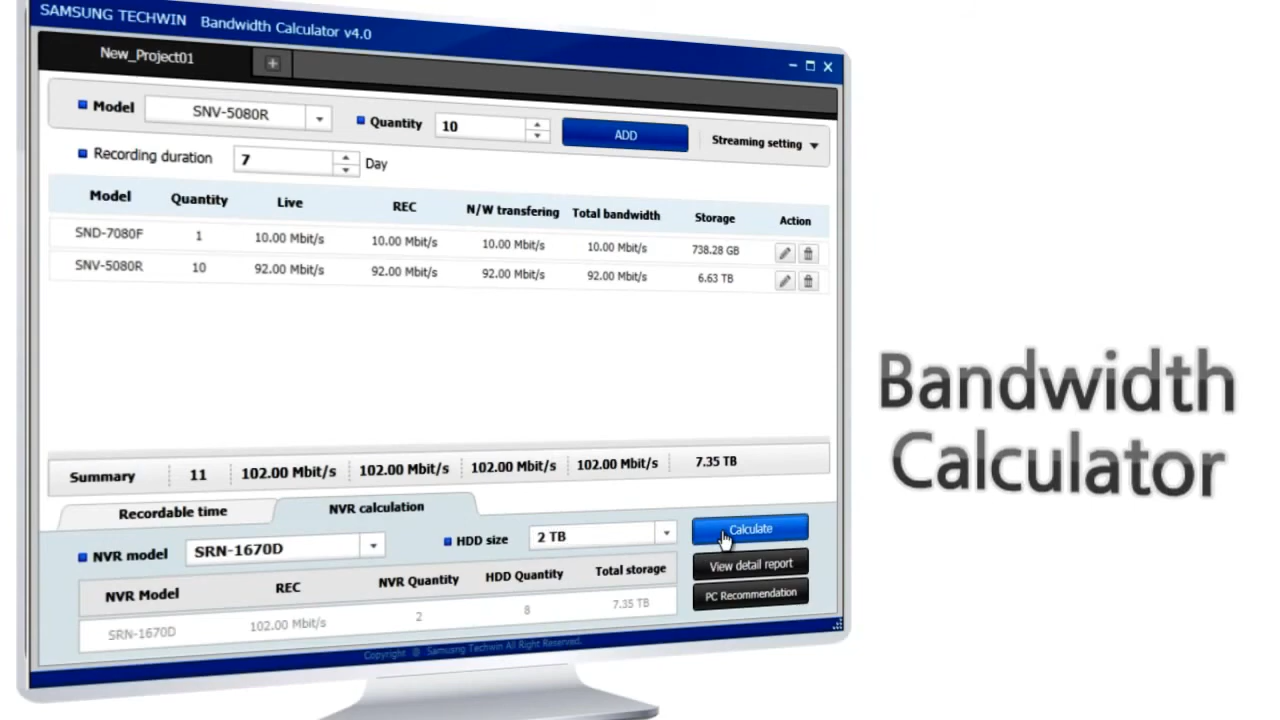 SAMSUNG TECHWIN Bandwidth Calculator v4.0
New_Project01
Model SNV-5080R Quantity 10 ADD Streaming setting
Recording duration 7 Day
Model Quantity Live REC N/W transfering Total bandwidth Storage Action
SND-7080F 1 10.00 Mbit/s 10.00 Mbit/s 10.00 Mbit/s 10.00 Mbit/s 738.28 GB
SNV-5080R 10 92.00 Mbit/s 92.00 Mbit/s 92.00 Mbit/s 92.00 Mbit/s 6.63 TB
Summary 11 102.00 Mbit/s 102.00 Mbit/s 102.00 Mbit/s 102.00 Mbit/s 7.35 TB
Recordable time NVR calculation
NVR model SRN-1670D HDD size 2 TB Calculate
View detail report
PC Recommendation
NVR Model REC NVR Quantity HDD Quantity Total storage
SRN-1670D 102.00 Mbit/s 2 8 7.35 TB
Copyright @ Samusng Techwin All Right Reserved.
Bandwidth
Calculator